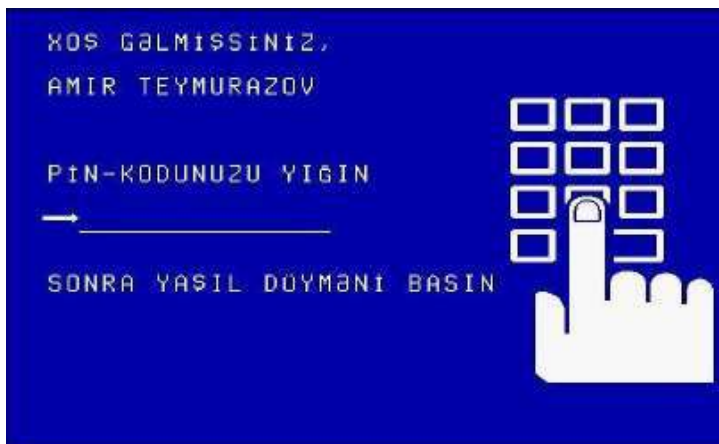 XOŞ GƏLMİŞSİNİZ,
AMIR TEYMURAZOV
PİN-KODUNUZU YIĞIN
SONRA YAŞIL DÜYMƏNİ BASIN